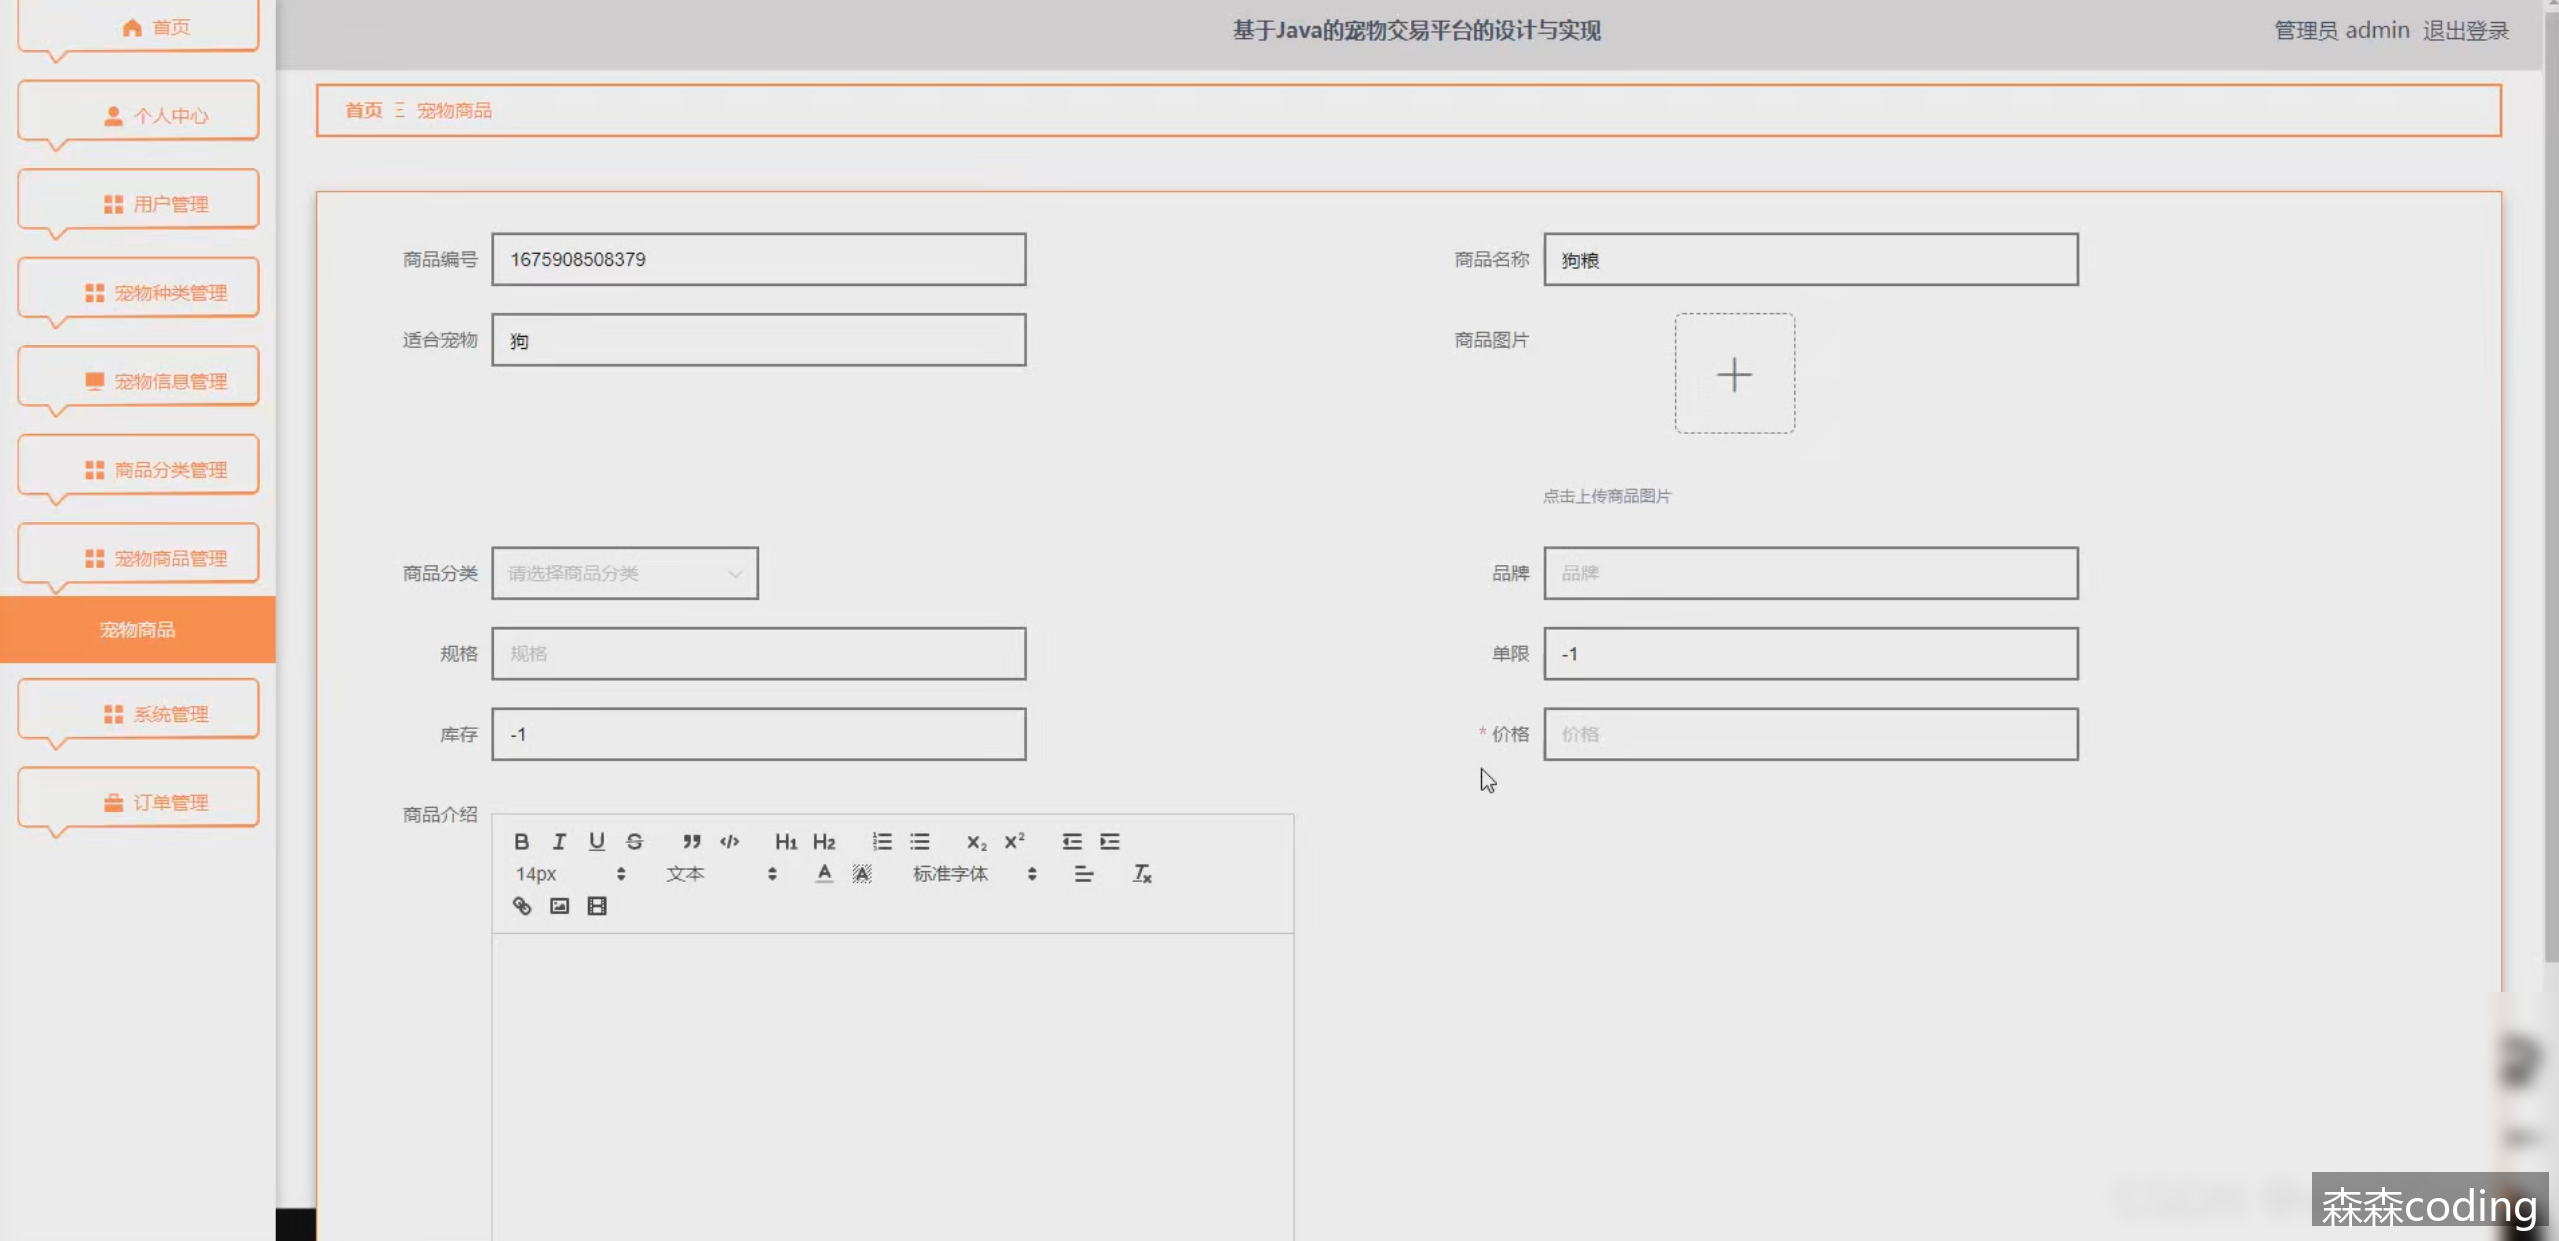 首页
个人中心
用户管理
宠物种类管理
宠物信息管理
商品分类管理
宠物商品管理
宠物商品
系统管理
订单管理
基于Java的宠物交易平台的设计与实现
管理员 admin 退出登录
首页 宠物商品
商品编号 1675908508379
商品名称 狗粮
适合宠物 狗
商品图片
点击上传商品图片
商品分类 请选择商品分类
品牌 品牌
规格 规格
单限 -1
库存 -1
* 价格 价格
商品介绍
B I U S H1 H2 X2 X2
14px 文本 A A 标准字体 Tx
森森coding